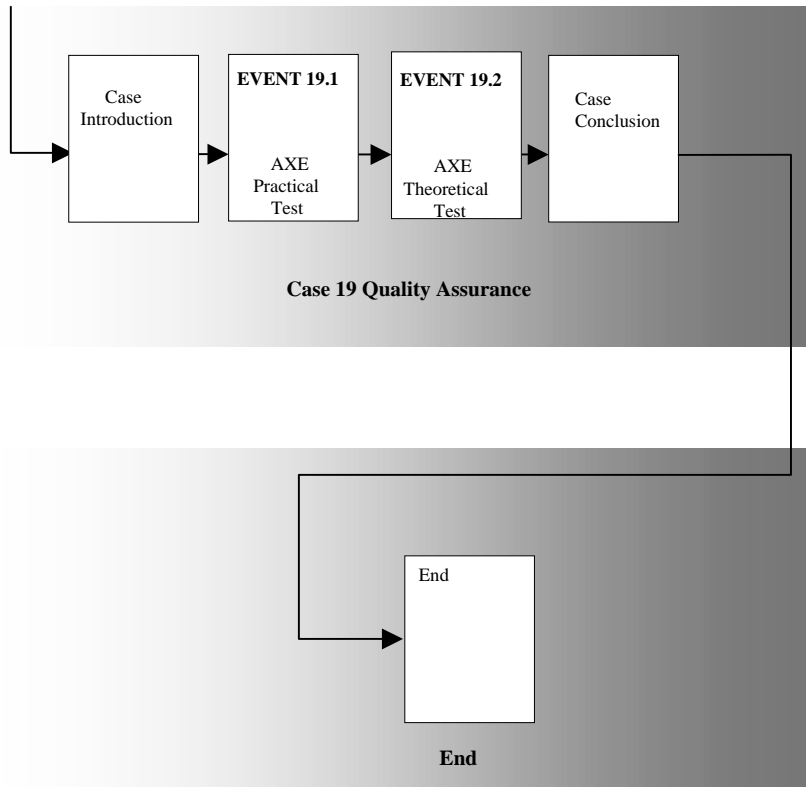 Case
Introduction
EVENT 19.1
AXE
Practical
Test
EVENT 19.2
AXE
Theoretical
Test
Case
Conclusion
Case 19 Quality Assurance
End
End